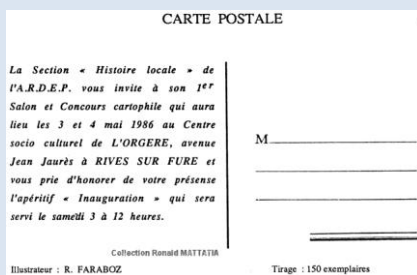 CARTE POSTALE
La Section « Histoire locale » de
l'A.R.D.E.P. vous invite à son 1er
Salon et Concours cartophile qui aura
lieu les 3 et 4 mai 1986 au Centre
socio culturel de L'ORGERE, avenue
Jean Jaurès à RIVES SUR FURE et
vous prie d'honorer de votre présense
l'apéritif « Inauguration » qui sera
servi le samedi 3 à 12 heures.
M
Collection Ronald MATTATIA
Illustrateur : R. FARABOZ
Tirage : 150 exemplaires